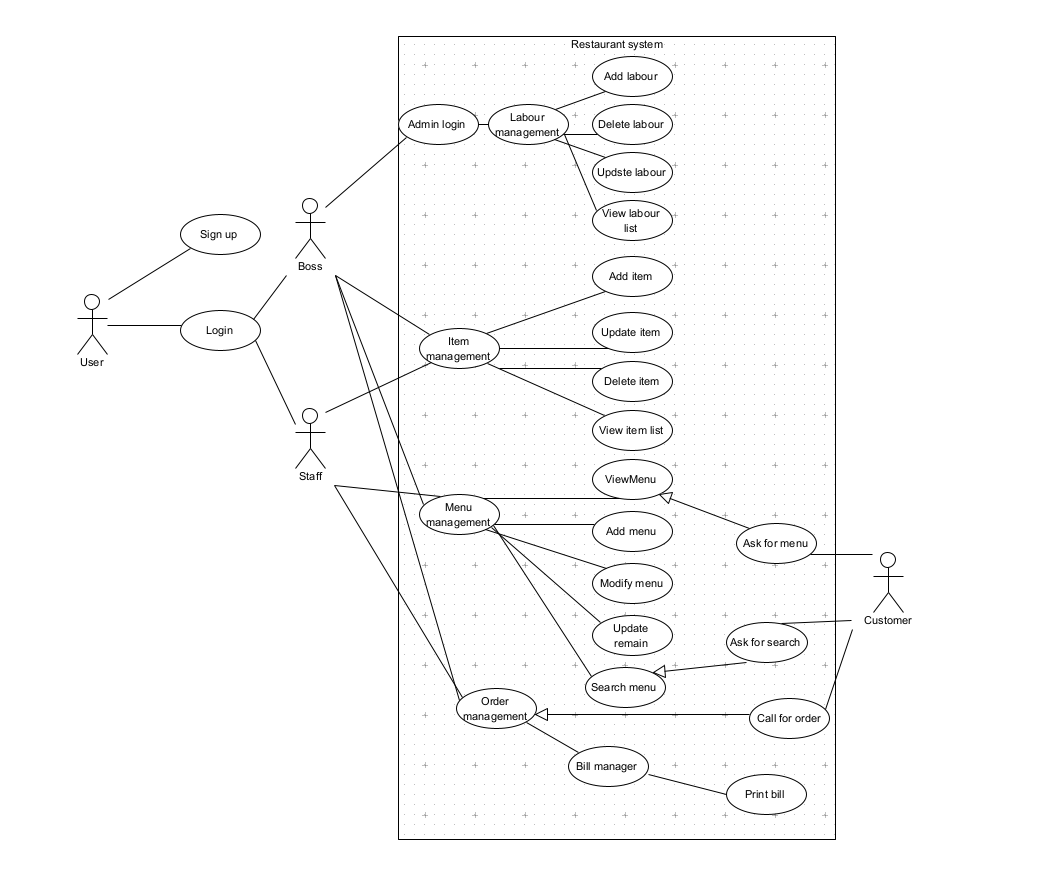 Restaurant system
Add labour
Admin login
Labour
management
Delete labour
Updste labour
View labour
list
Sign up
Boss
Add item
Login
Item
management
Update item
User
Delete item
View item list
Staff
ViewMenu
Menu
management
Add menu
Ask for menu
Modify menu
Customer
Update
remain
Ask for search
Search menu
Order
management
Call for order
Bill manager
Print bill